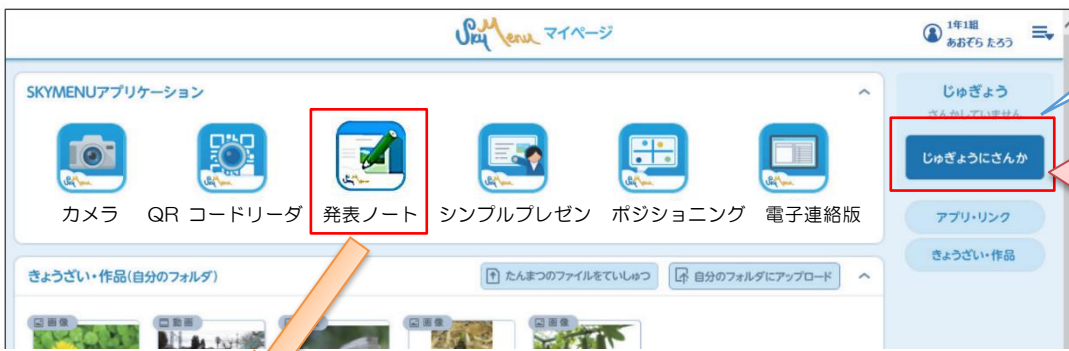 SkyMenu マイページ
1年1組
あおぞら たろう
SKYMENUアプリケーション
カメラ QR コードリーダ 発表ノート シンプルプレゼン ポジショニング 電子連絡版
じゅぎょう
さんかしていません
じゅぎょうにさんか
アプリ・リンク
きょうざい・作品
きょうざい・作品(自分のフォルダ)
たんまつのファイルをていしゅつ
自分のフォルダにアップロード
画像
動画
画像
画像